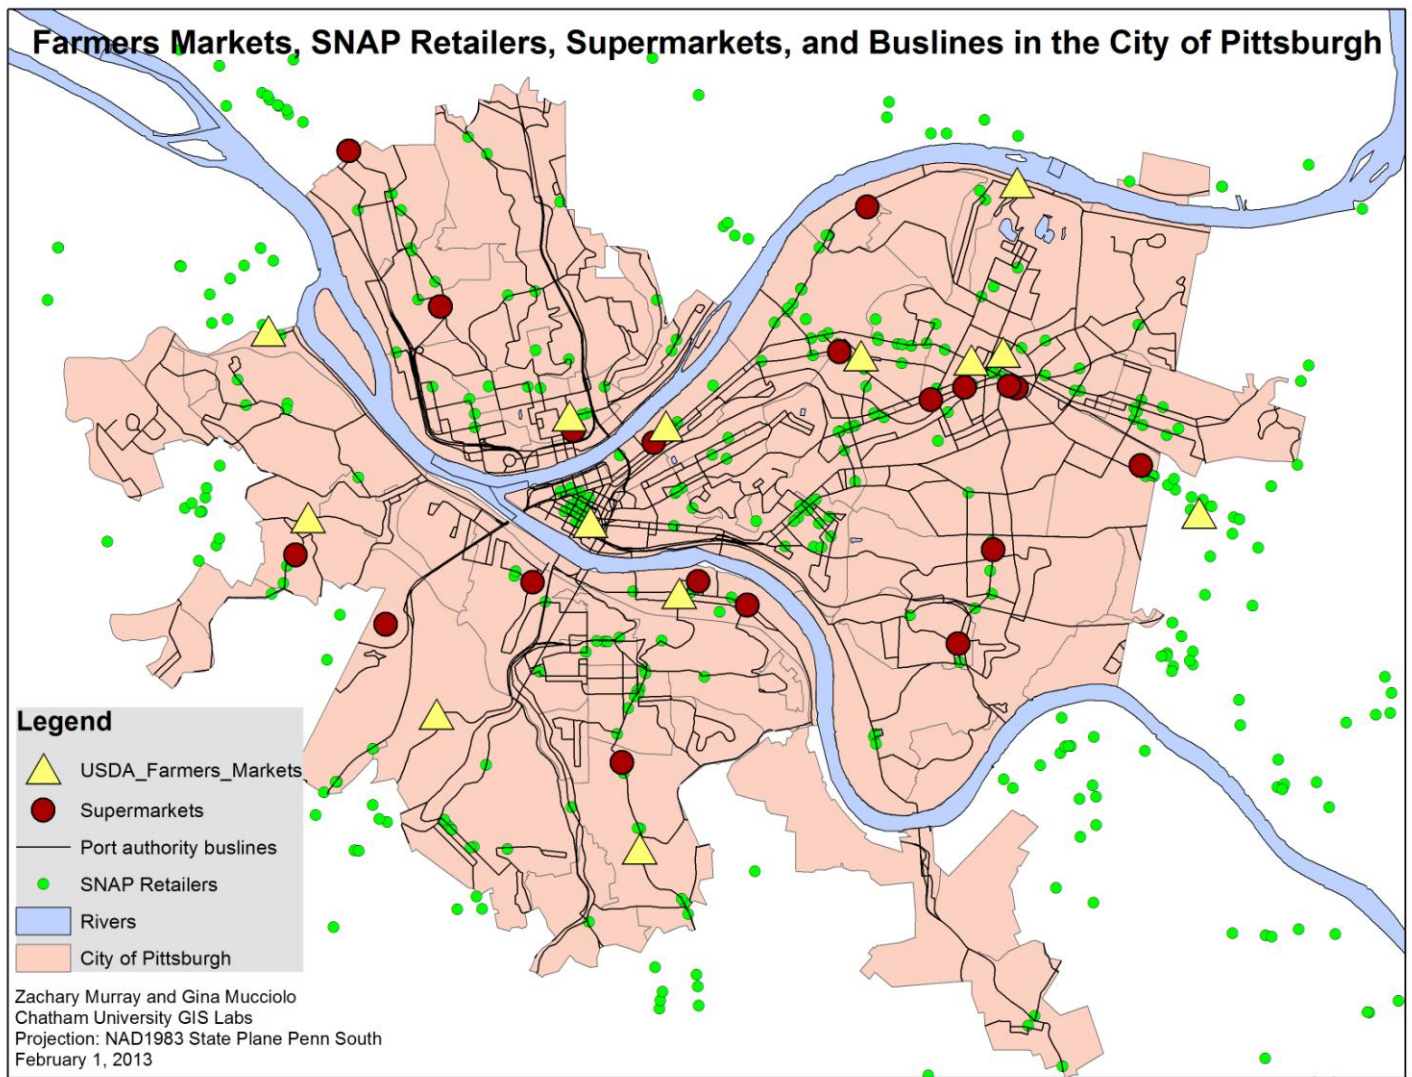 Farmers Markets, SNAP Retailers, Supermarkets, and Buslines in the City of Pittsburgh
Legend
USDA_Farmers_Markets
Supermarkets
Port authority buslines
SNAP Retailers
Rivers
City of Pittsburgh
Zachary Murray and Gina Mucciolo
Chatham University GIS Labs
Projection: NAD1983 State Plane Penn South
February 1, 2013